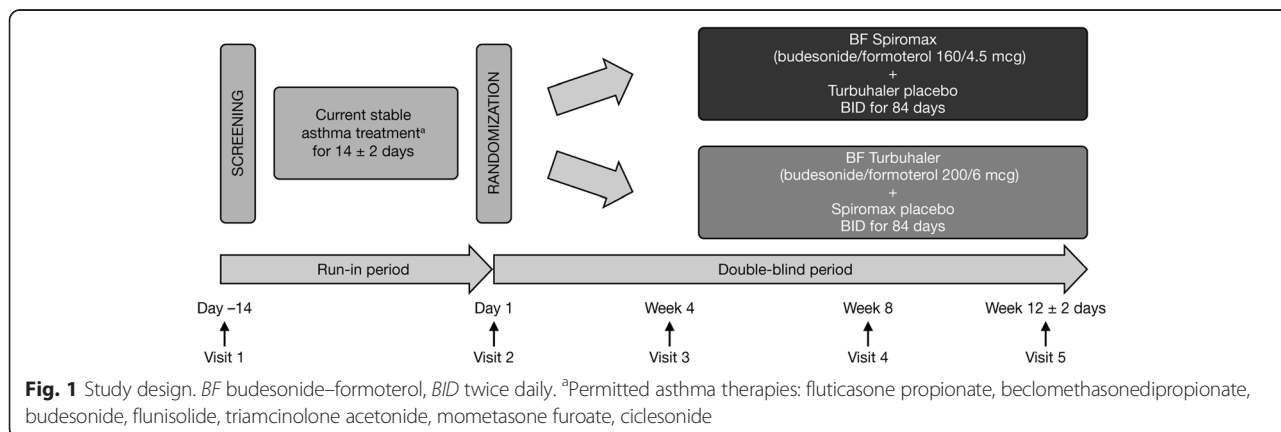 SCREENING
Current stable
asthma treatmentᵃ
for 14 ± 2 days
RANDOMIZATION
BF Spiromax
(budesonide/formoterol 160/4.5 mcg)
+
Turbuhaler placebo
BID for 84 days
BF Turbuhaler
(budesonide/formoterol 200/6 mcg)
+
Spiromax placebo
BID for 84 days
Run-in period
Double-blind period
Day –14
Day 1
Week 4
Week 8
Week 12 ± 2 days
Visit 1
Visit 2
Visit 3
Visit 4
Visit 5
Fig. 1 Study design. BF budesonide–formoterol, BID twice daily. ᵃPermitted asthma therapies: fluticasone propionate, beclomethasonedipropionate,
budesonide, flunisolide, triamcinolone acetonide, mometasone furoate, ciclesonide